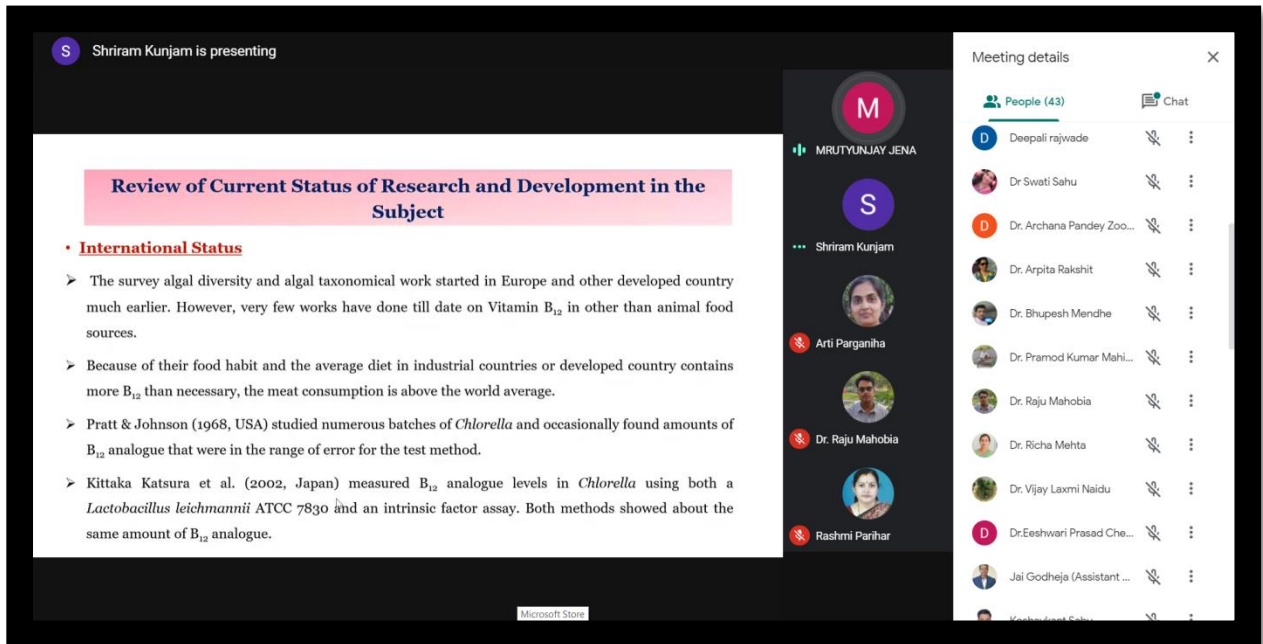 S Shriram Kunjam is presenting
Review of Current Status of Research and Development in the
Subject
• International Status
➤ The survey algal diversity and algal taxonomical work started in Europe and other developed country
much earlier. However, very few works have done till date on Vitamin B₁₂ in other than animal food
sources.
➤ Because of their food habit and the average diet in industrial countries or developed country contains
more B₁₂ than necessary, the meat consumption is above the world average.
➤ Pratt & Johnson (1968, USA) studied numerous batches of Chlorella and occasionally found amounts of
B₁₂ analogue that were in the range of error for the test method.
➤ Kittaka Katsura et al. (2002, Japan) measured B₁₂ analogue levels in Chlorella using both a
Lactobacillus leichmannii ATCC 7830 and an intrinsic factor assay. Both methods showed about the
same amount of B₁₂ analogue.
Microsoft Store
M
MRUTYUNJAY JENA
S
Shriram Kunjam
Arti Parganiha
Dr. Raju Mahobia
Rashmi Parihar
Meeting details
People (43)
Chat
D Deepali rajwade
Dr Swati Sahu
D Dr. Archana Pandey Zoo...
Dr. Arpita Rakshit
Dr. Bhupesh Mendhe
Dr. Pramod Kumar Mahi...
Dr. Raju Mahobia
Dr. Richa Mehta
Dr. Vijay Laxmi Naidu
D Dr.Eeshwari Prasad Che...
Jai Godheja (Assistant ...